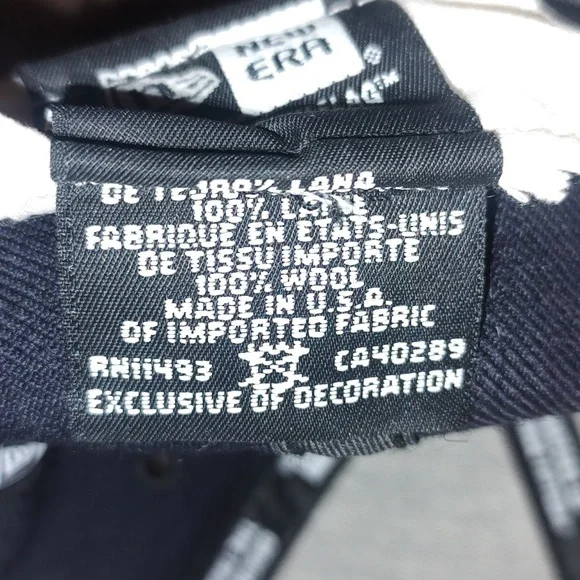 NEW
ERA
DE 100% LANA
100% LAINE
FABRIQUE EN ETATS-UNIS
DE TISSU IMPORTE
100% WOOL
MADE IN U.S.A.
OF IMPORTED FABRIC
RN11493 CA40289
EXCLUSIVE OF DECORATION